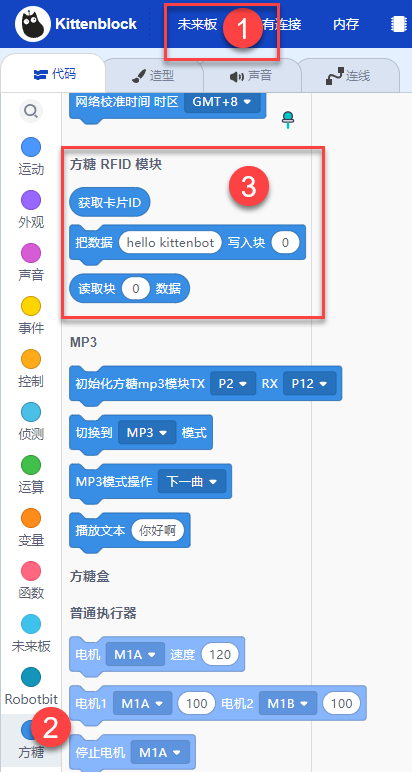 Kittenblock 未来板 1 有连接 内存
代码 造型 声音 连线
运动
外观
声音
事件
控制
侦测
运算
变量
函数
未来板
Robotbit
2
方糖
网络校准时间 时区 GMT+8
方糖 RFID 模块
3
获取卡片ID
把数据 hello kittenbot 写入块 0
读取块 0 数据
MP3
初始化方糖mp3模块TX P2 RX P12
切换到 MP3 模式
MP3模式操作 下一曲
播放文本 你好啊
方糖盒
普通执行器
电机 M1A 速度 120
电机1 M1A 100 电机2 M1B 100
停止电机 M1A